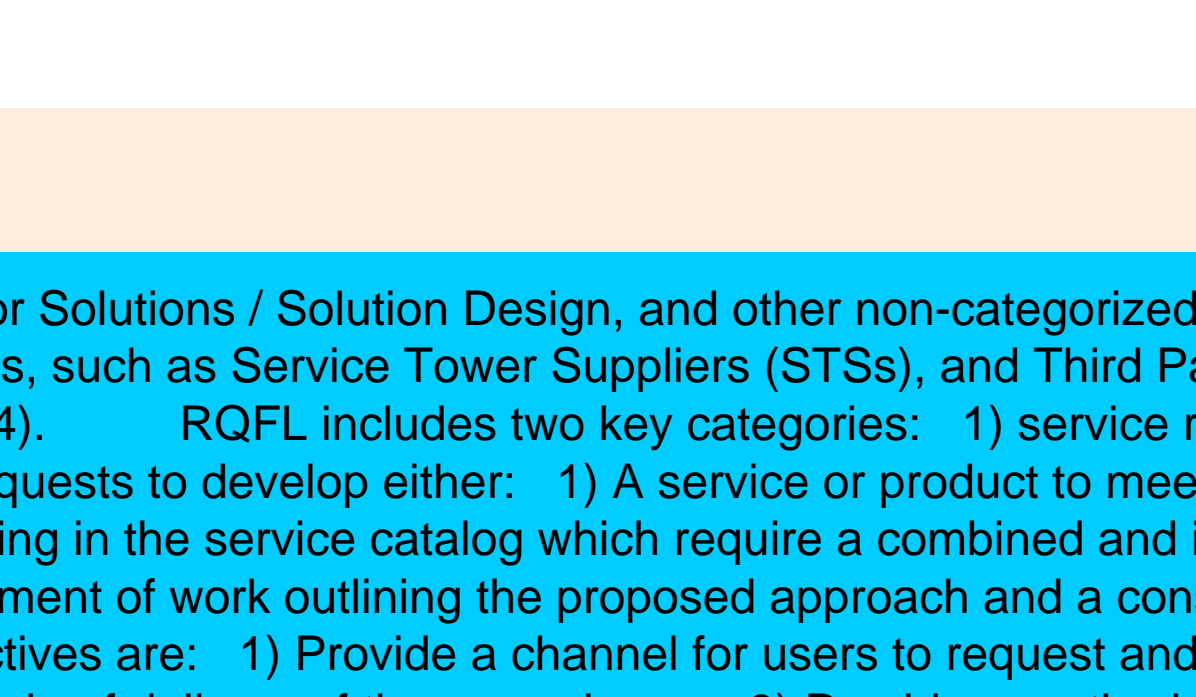 or Solutions / Solution Design, and other non-categorized
s, such as Service Tower Suppliers (STSs), and Third Pa
4). RQFL includes two key categories: 1) service r
quests to develop either: 1) A service or product to mee
ing in the service catalog which require a combined and i
ment of work outlining the proposed approach and a con
ctives are: 1) Provide a channel for users to request and